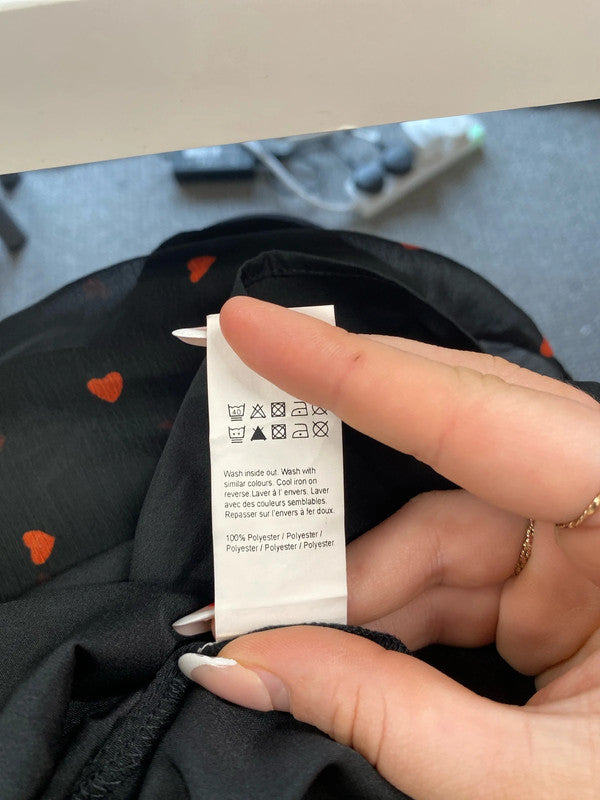 40
Wash inside out. Wash with
similar colours. Cool iron on
reverse.Laver à l' envers. Laver
avec des couleurs semblables.
Repasser sur l'envers à fer doux.
100% Polyester / Polyester /
Polyester / Polyester / Polyester